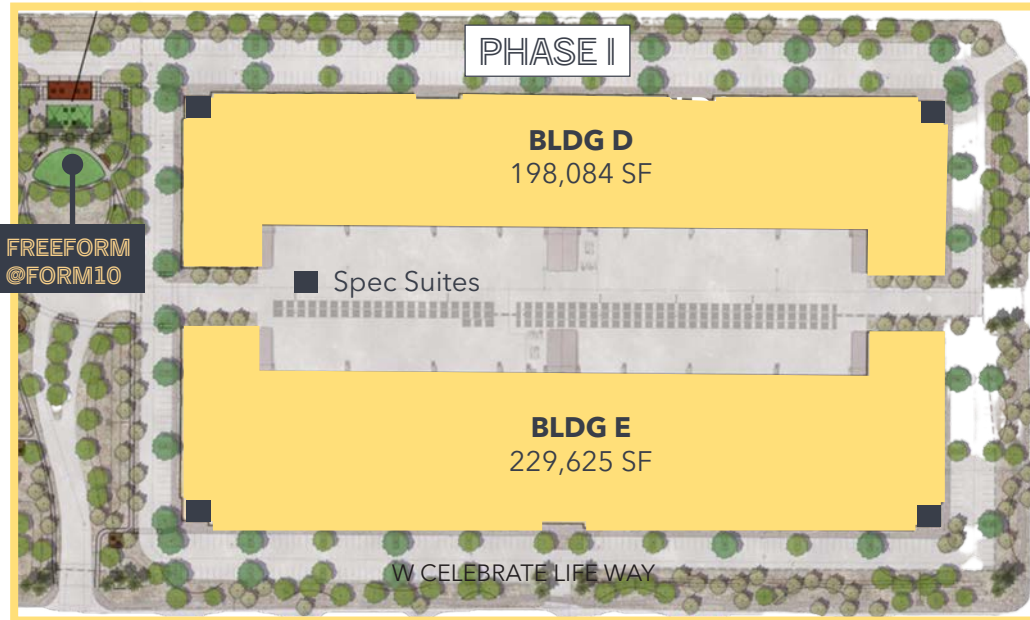 PHASE I
BLDG D
198,084 SF
FREEFORM
@FORM10
Spec Suites
BLDG E
229,625 SF
W CELEBRATE LIFE WAY